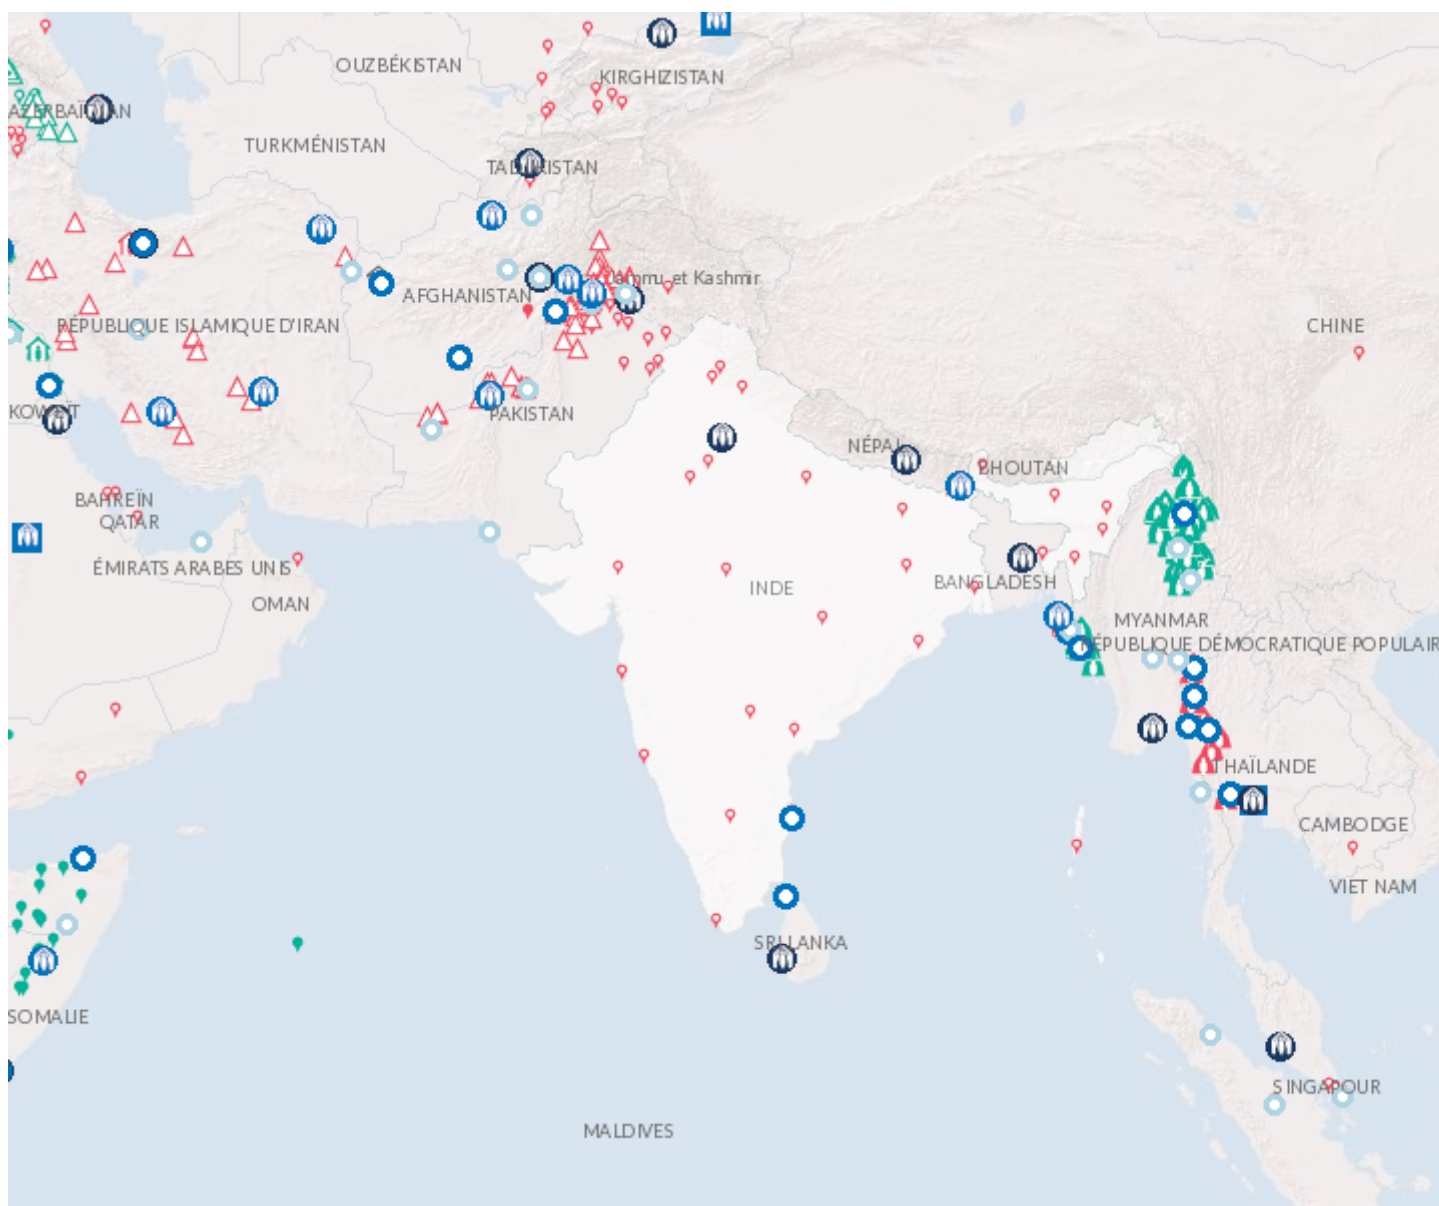 OUZBÉKISTAN
KIRGHIZISTAN
AZERBAÏDJAN
TURKMÉNISTAN
TADJIKISTAN
Jammu et Kashmir
AFGHANISTAN
RÉPUBLIQUE ISLAMIQUE D'IRAN
CHINE
KOWEÏT
PAKISTAN
NÉPAL
BHOUTAN
BAHREÏN
QATAR
ÉMIRATS ARABES UNIS
BANGLADESH
INDE
OMAN
MYANMAR
RÉPUBLIQUE DÉMOCRATIQUE POPULAIR
THAÏLANDE
CAMBODGE
VIET NAM
SRI LANKA
SOMALIE
SINGAPOUR
MALDIVES